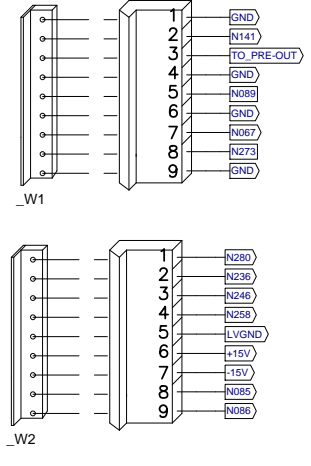 1 GND
2 N141
3 TO_PRE-OUT
4 GND
5 N089
6 GND
7 N067
8 N273
9 GND
_W1
1 N280
2 N236
3 N246
4 N258
5 LVGND
6 +15V
7 -15V
8 N085
9 N086
_W2